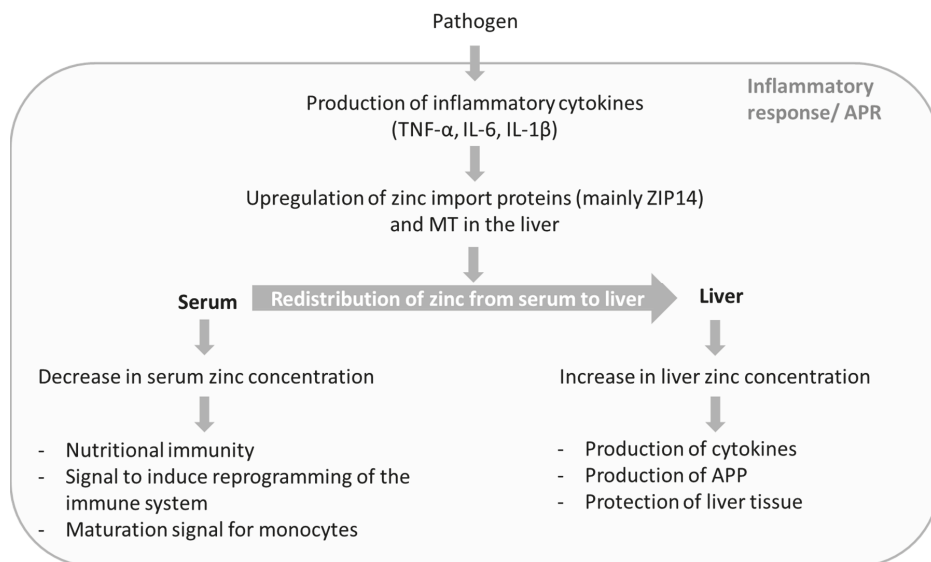 Pathogen
Inflammatory
response/ APR
Production of inflammatory cytokines
(TNF-α, IL-6, IL-1β)
Upregulation of zinc import proteins (mainly ZIP14)
and MT in the liver
Serum
Redistribution of zinc from serum to liver
Liver
Decrease in serum zinc concentration
- Nutritional immunity
- Signal to induce reprogramming of the
immune system
- Maturation signal for monocytes
Increase in liver zinc concentration
- Production of cytokines
- Production of APP
- Protection of liver tissue